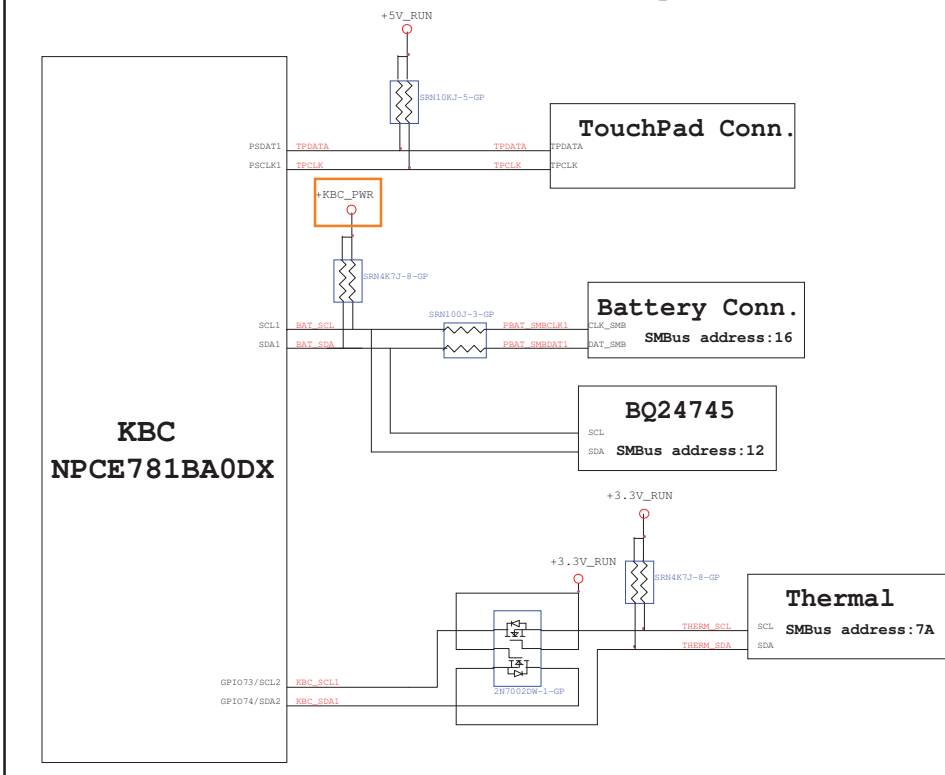 +5V_RUN
SRN10KJ-5-GP
TouchPad Conn.
PSDAT1 TPDATA TPDATA TPDATA
PSCLK1 TPCLK TPCLK TPCLK
+KBC_PWR
SRN4K7J-8-GP
SRN100J-3-GP
Battery Conn.
SCL1 BAT_SCL PBAT_SMBCLK1 CLK_SMB
SMBus address:16
SDA1 BAT_SDA PBAT_SMBDAT1 DAT_SMB
BQ24745
SCL
SDA SMBus address:12
KBC
NPCE781BA0DX
+3.3V_RUN
+3.3V_RUN
SRN4K7J-8-GP
Thermal
THERM_SCL SCL SMBus address:7A
THERM_SDA SDA
GPIO73/SCL2 KBC_SCL1
2N7002DW-1-GP
GPIO74/SDA2 KBC_SDA1